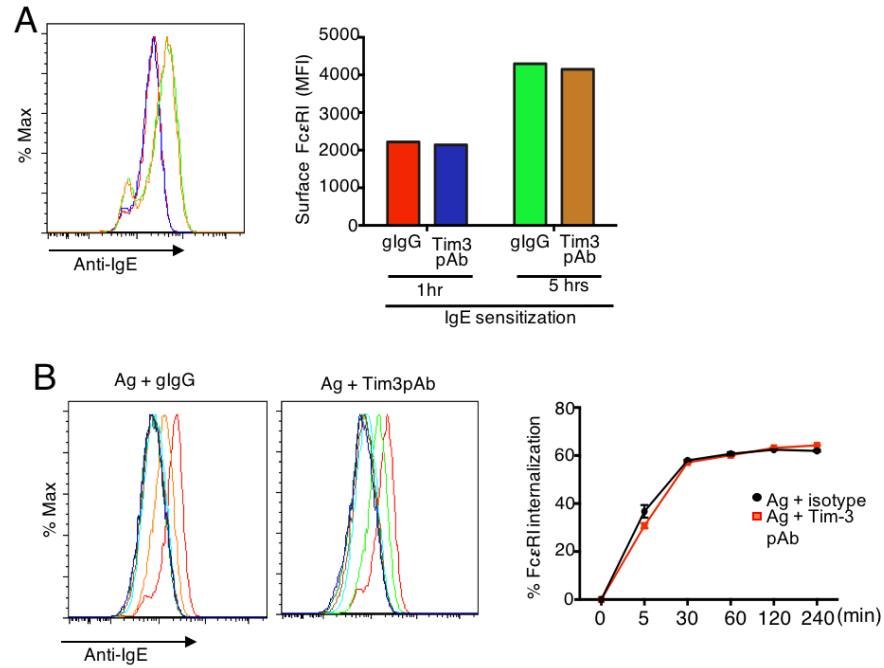 A
% Max
Anti-IgE
Surface FcεRI (MFI)
5000
4000
3000
2000
1000
0
gIgG
Tim3
pAb
gIgG
Tim3
pAb
1hr
5 hrs
IgE sensitization
B
Ag + gIgG
Ag + Tim3pAb
% Max
Anti-IgE
% FcεRI internalization
80
60
40
20
0
0 5 30 60 120 240 (min)
Ag + isotype
Ag + Tim-3
pAb